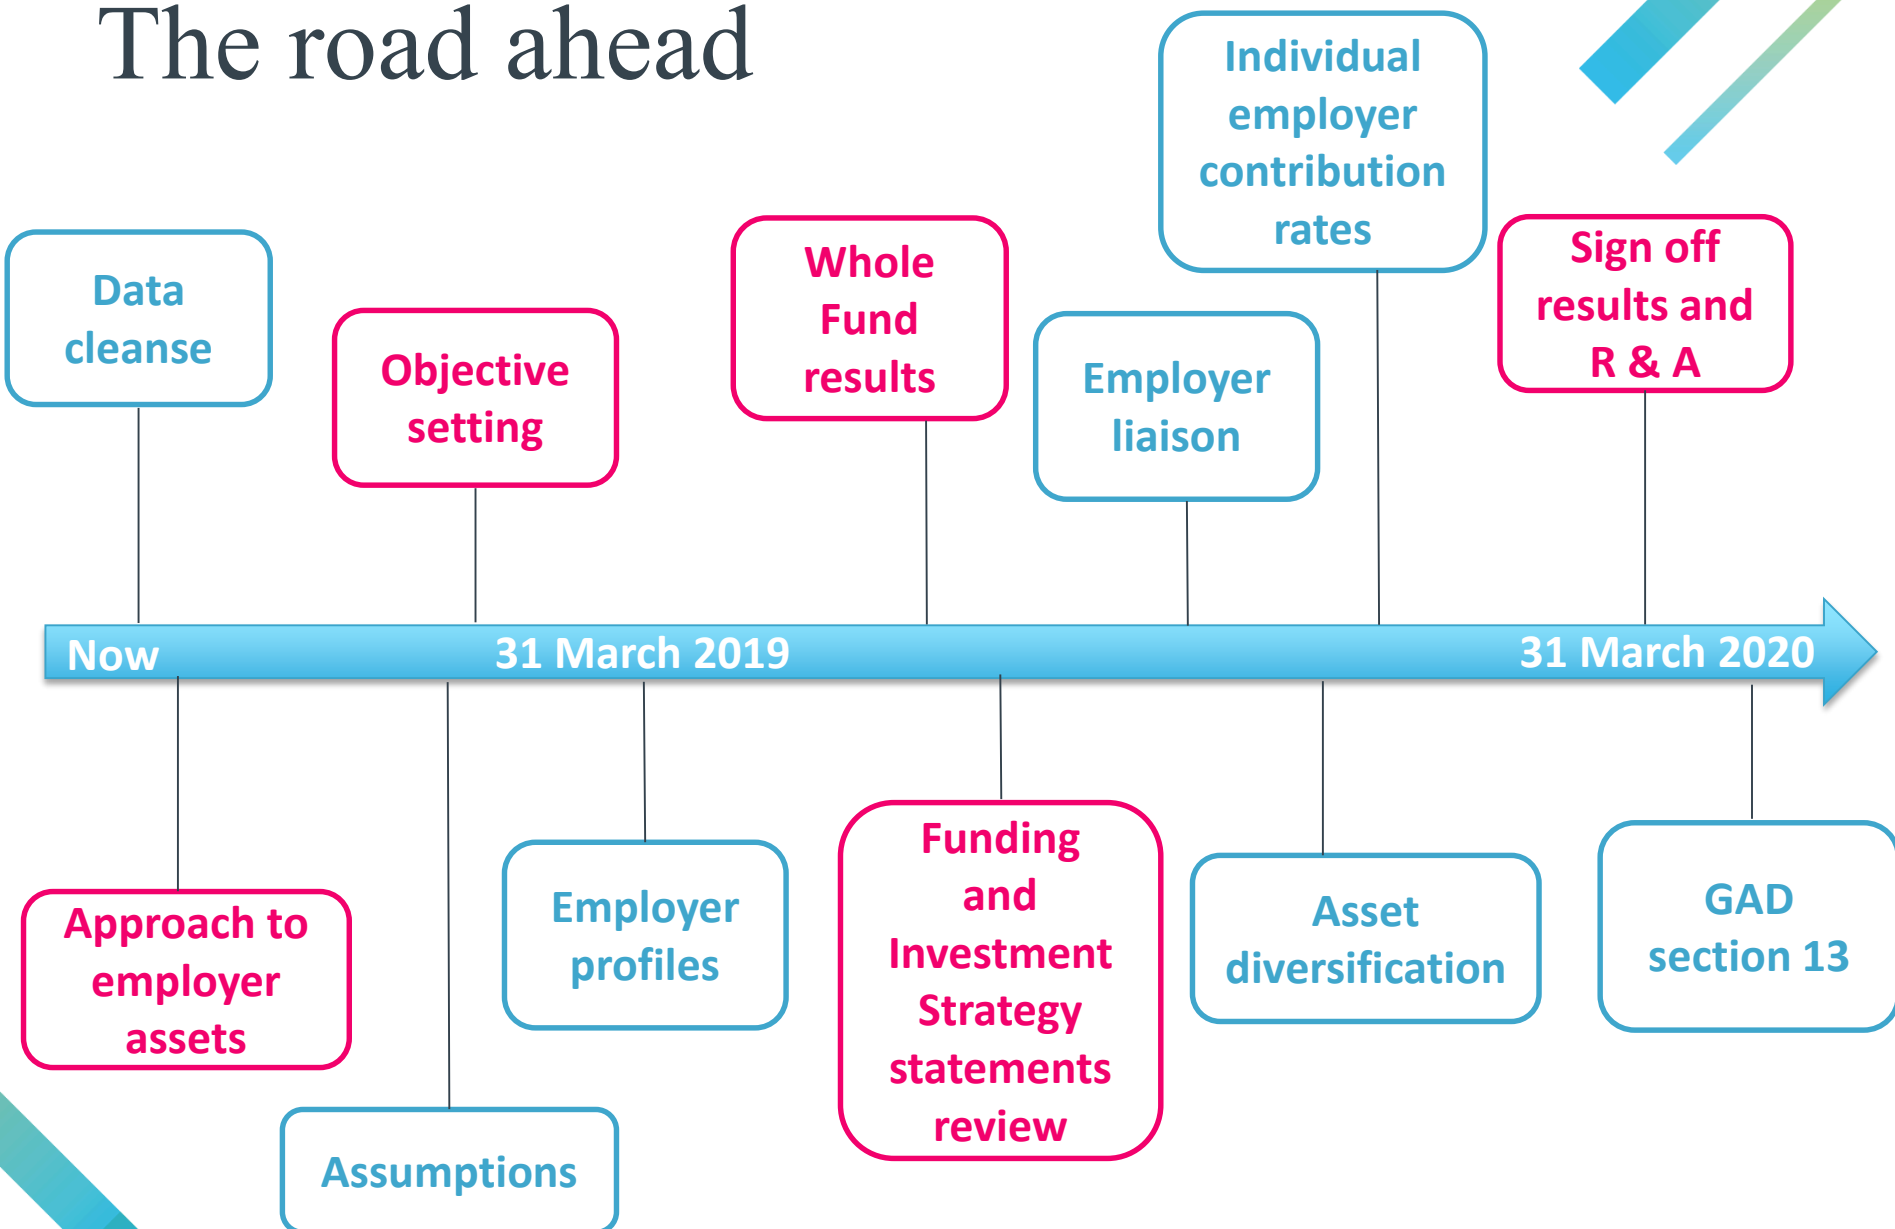 The road ahead
Individual
employer
contribution
rates
Data
cleanse
Objective
setting
Whole
Fund
results
Employer
liaison
Sign off
results and
R & A
Now
31 March 2019
31 March 2020
Approach to
employer
assets
Assumptions
Employer
profiles
Funding
and
Investment
Strategy
statements
review
Asset
diversification
GAD
section 13